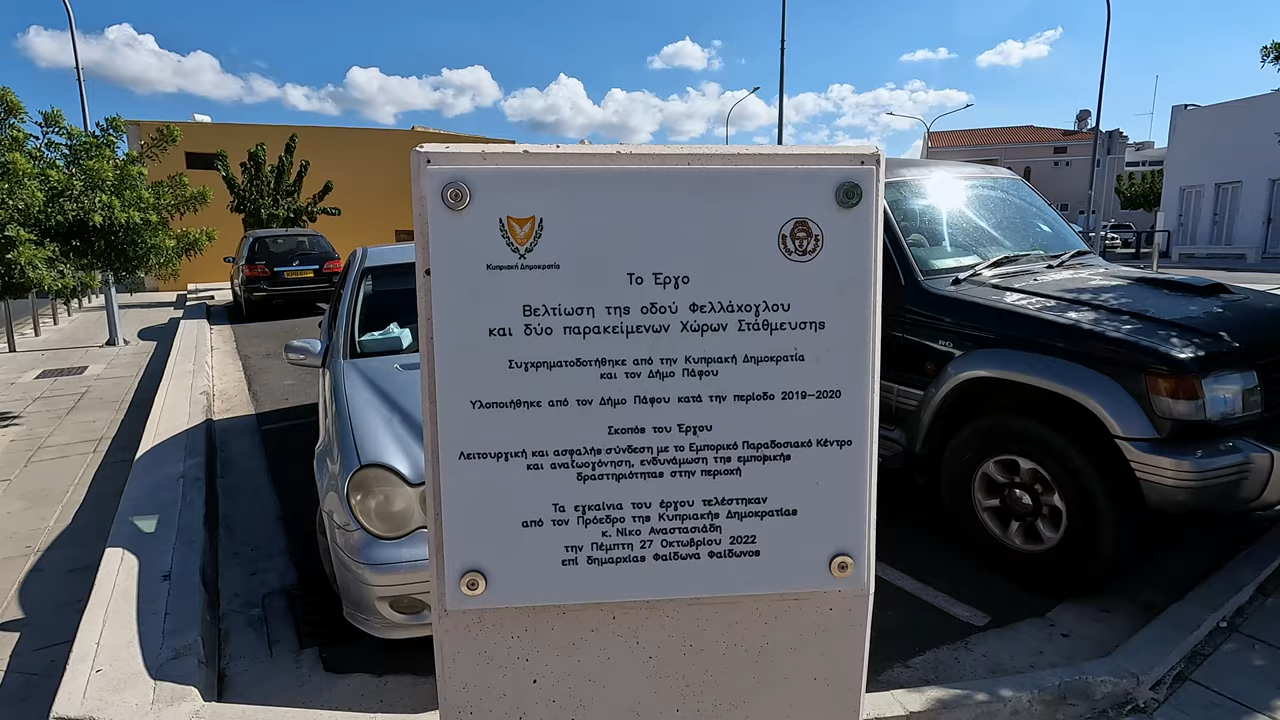 Κυπριακή Δημοκρατία
Το Έργο
Βελτίωση της οδού Φελλάχογλου
και δύο παρακείμενων Χώρων Στάθμευσης
Συγχρηματοδοτήθηκε από την Κυπριακή Δημοκρατία
και τον Δήμο Πάφου
Υλοποιήθηκε από τον Δήμο Πάφου κατά την περίοδο 2019–2020
Σκοπός του Έργου
Λειτουργική και ασφαλής σύνδεση με το Εμπορικό Παραδοσιακό Κέντρο
και αναζωογόνηση, ενδυνάμωση της εμπορικής
δραστηριότητας στην περιοχή
Τα εγκαίνια του έργου τελέστηκαν
από τον Πρόεδρο της Κυπριακής Δημοκρατίας
κ. Νίκο Αναστασιάδη
την Πέμπτη 27 Οκτωβρίου 2022
επί δημαρχίας Φαίδωνα Φαίδωνος